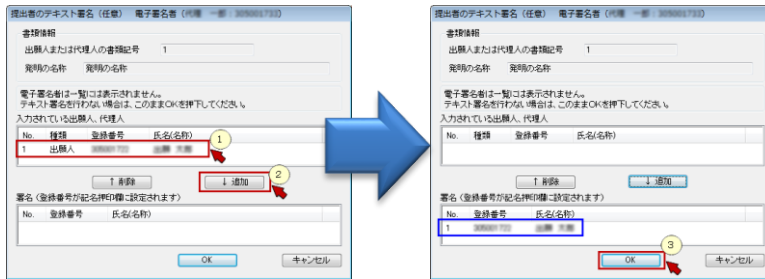 提出者のテキスト署名（任意） 電子署名者（
書類情報
出願人または代理人の書類記号 1
発明の名称 発明の名称
電子署名者は一覧には表示されません。
テキスト署名を行わない場合は、このままOKを押下してください。
入力されている出願人、代理人
No. 種類 登録番号 氏名(名称)
1 出願人
1
↑ 削除 ↓ 追加
2
署名（登録番号が記名押印欄に設定されます）
No. 登録番号 氏名(名称)
OK キャンセル
提出者のテキスト署名（任意） 電子署名者（
書類情報
出願人または代理人の書類記号 1
発明の名称 発明の名称
電子署名者は一覧には表示されません。
テキスト署名を行わない場合は、このままOKを押下してください。
入力されている出願人、代理人
No. 種類 登録番号 氏名(名称)
↑ 削除 ↓ 追加
署名（登録番号が記名押印欄に設定されます）
No. 登録番号 氏名(名称)
1
3
OK キャンセル